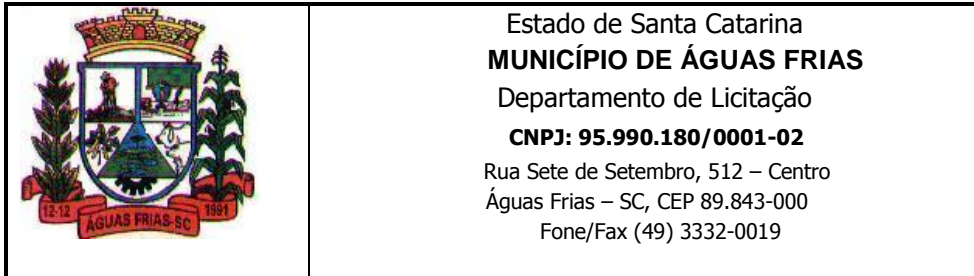 12-12
ÁGUAS FRIAS-SC
1991
Estado de Santa Catarina
MUNICÍPIO DE ÁGUAS FRIAS
Departamento de Licitação
CNPJ: 95.990.180/0001-02
Rua Sete de Setembro, 512 – Centro
Águas Frias – SC, CEP 89.843-000
Fone/Fax (49) 3332-0019